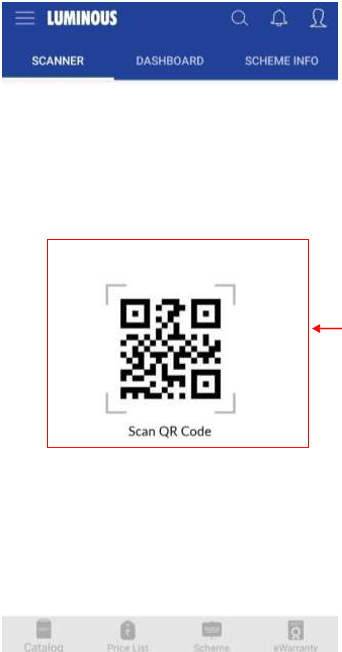 LUMINOUS
SCANNER DASHBOARD SCHEME INFO
Scan QR Code
Catalog Price List Scheme eWarranty